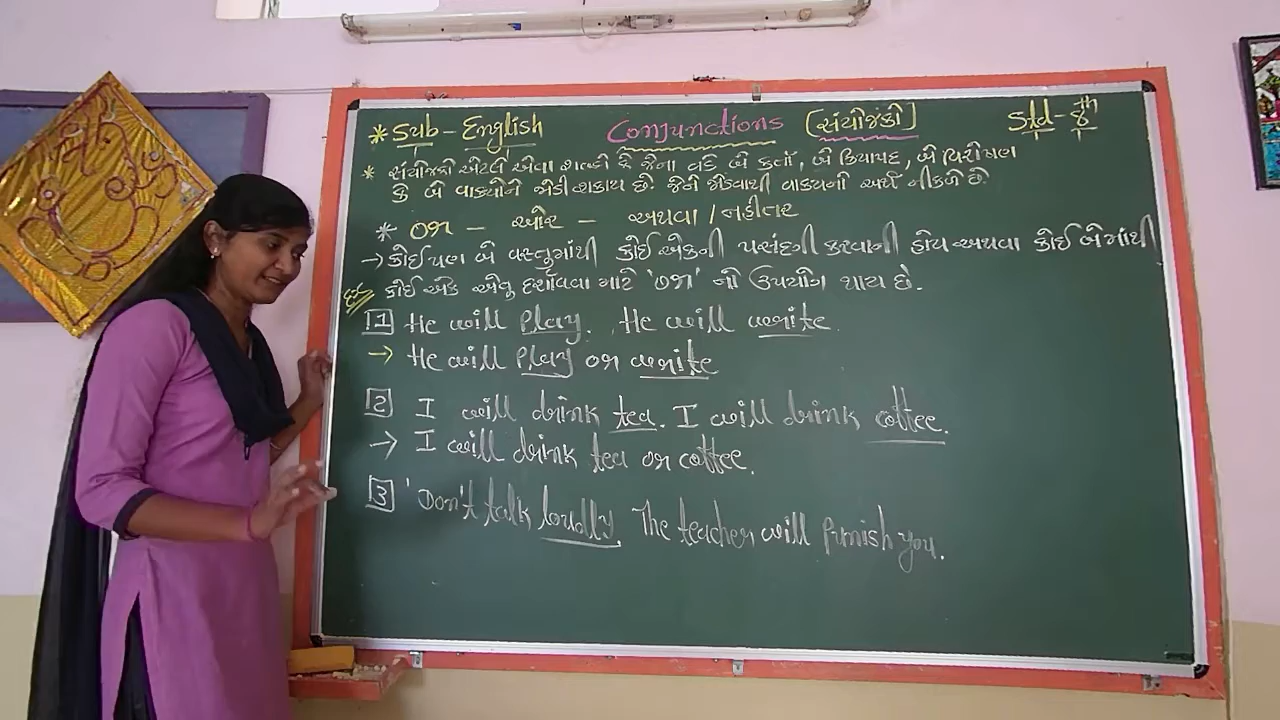 * Sub - English Conjunctions [સંયોજકો] Std - 8th
* સંયોજકો એટલે એવા શબ્દો કે જેના વડે બે કર્તા, બે ક્રિયાપદ, બે વિશેષણ
કે બે વાક્યોને જોડી શકાય છે. જેને જોડવાથી વાક્યનો અર્થ નીકળે છે.
* or - ઓર - અથવા / નહીતર
→ કોઈપણ બે વસ્તુમાંથી કોઈ એકની પસંદગી કરવાની હોય અથવા કોઈ બેમાંથી
કોઈ એક એવુ દર્શાવવા માટે 'or' નો ઉપયોગ થાય છે.
Ex
1 He will play. He will write.
→ He will play or write
2 I will drink tea. I will drink coffee.
→ I will drink tea or coffee.
3 'Don't talk loudly. The teacher will punish you.